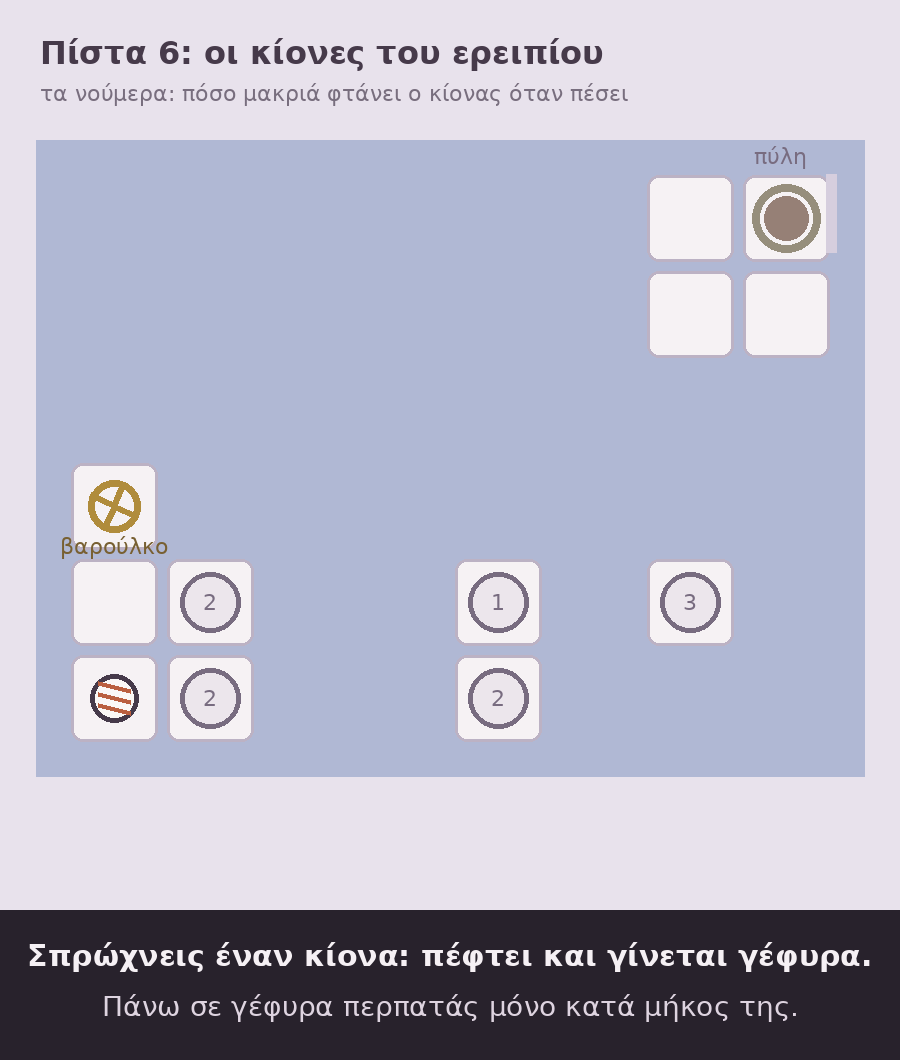 Πίστα 6: οι κίονες του ερειπίου
τα νούμερα: πόσο μακριά φτάνει ο κίονας όταν πέσει
πύλη
βαρούλκο
2
1
3
2
2
Σπρώχνεις έναν κίονα: πέφτει και γίνεται γέφυρα.
Πάνω σε γέφυρα περπατάς μόνο κατά μήκος της.